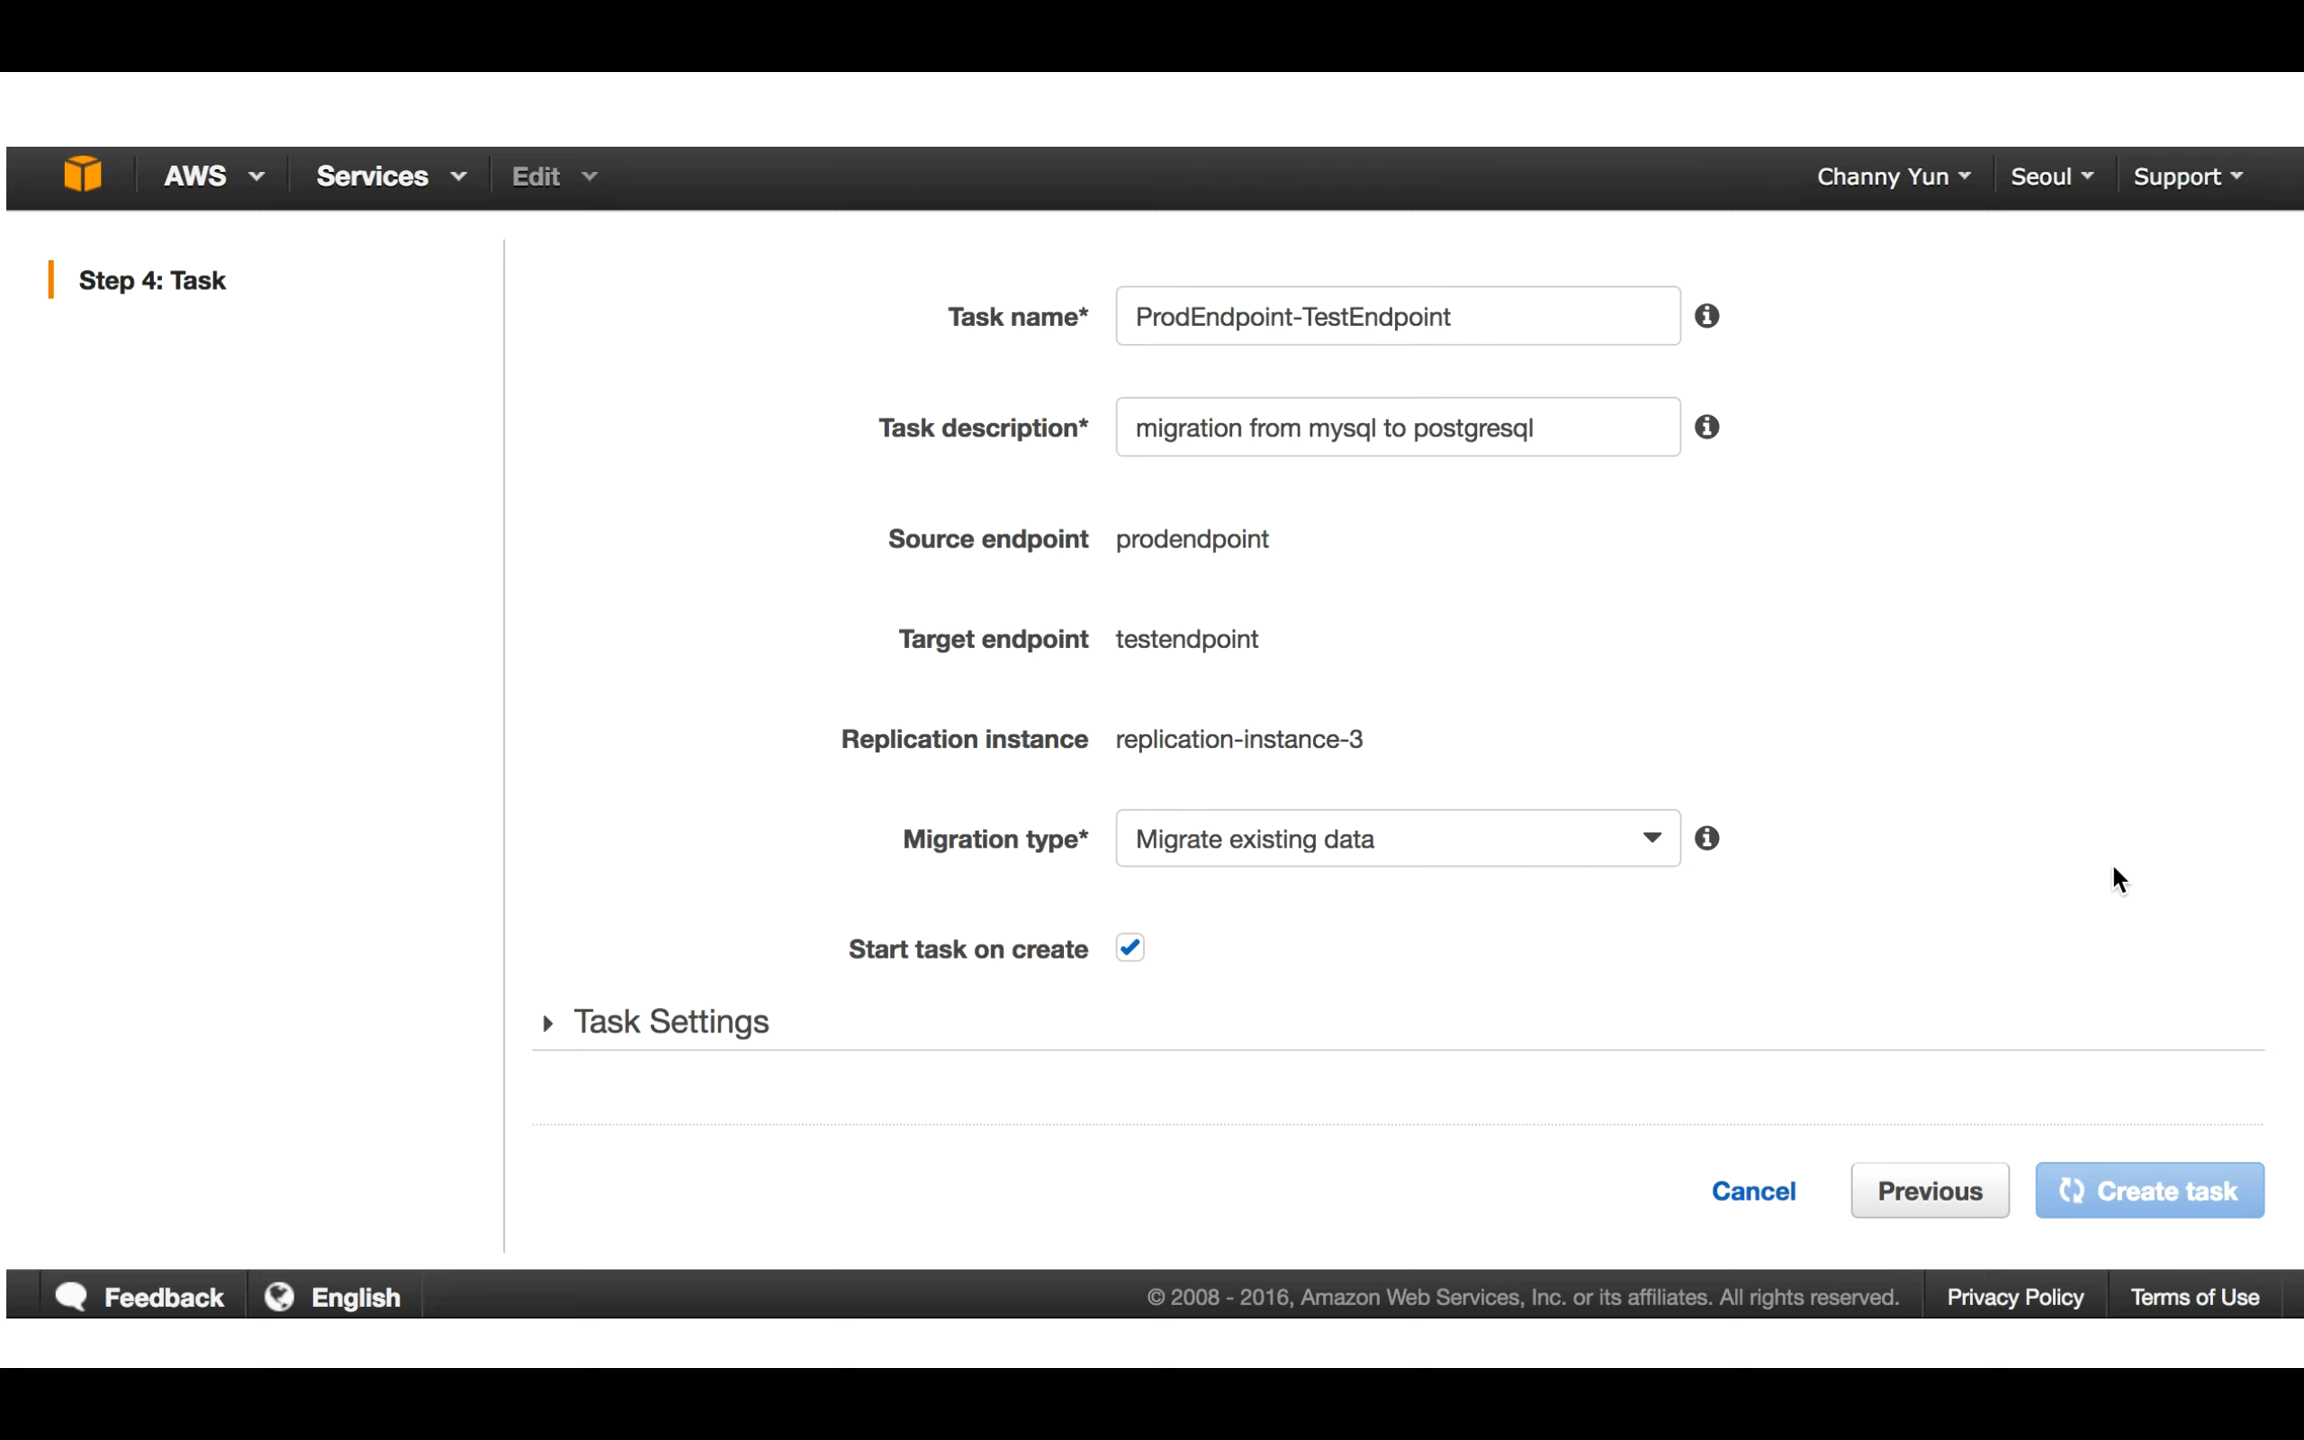 AWS Services Edit Channy Yun Seoul Support
Step 4: Task
Task name* ProdEndpoint-TestEndpoint
Task description* migration from mysql to postgresql
Source endpoint prodendpoint
Target endpoint testendpoint
Replication instance replication-instance-3
Migration type* Migrate existing data
Start task on create
Task Settings
Cancel Previous Create task
Feedback English © 2008 - 2016, Amazon Web Services, Inc. or its affiliates. All rights reserved. Privacy Policy Terms of Use